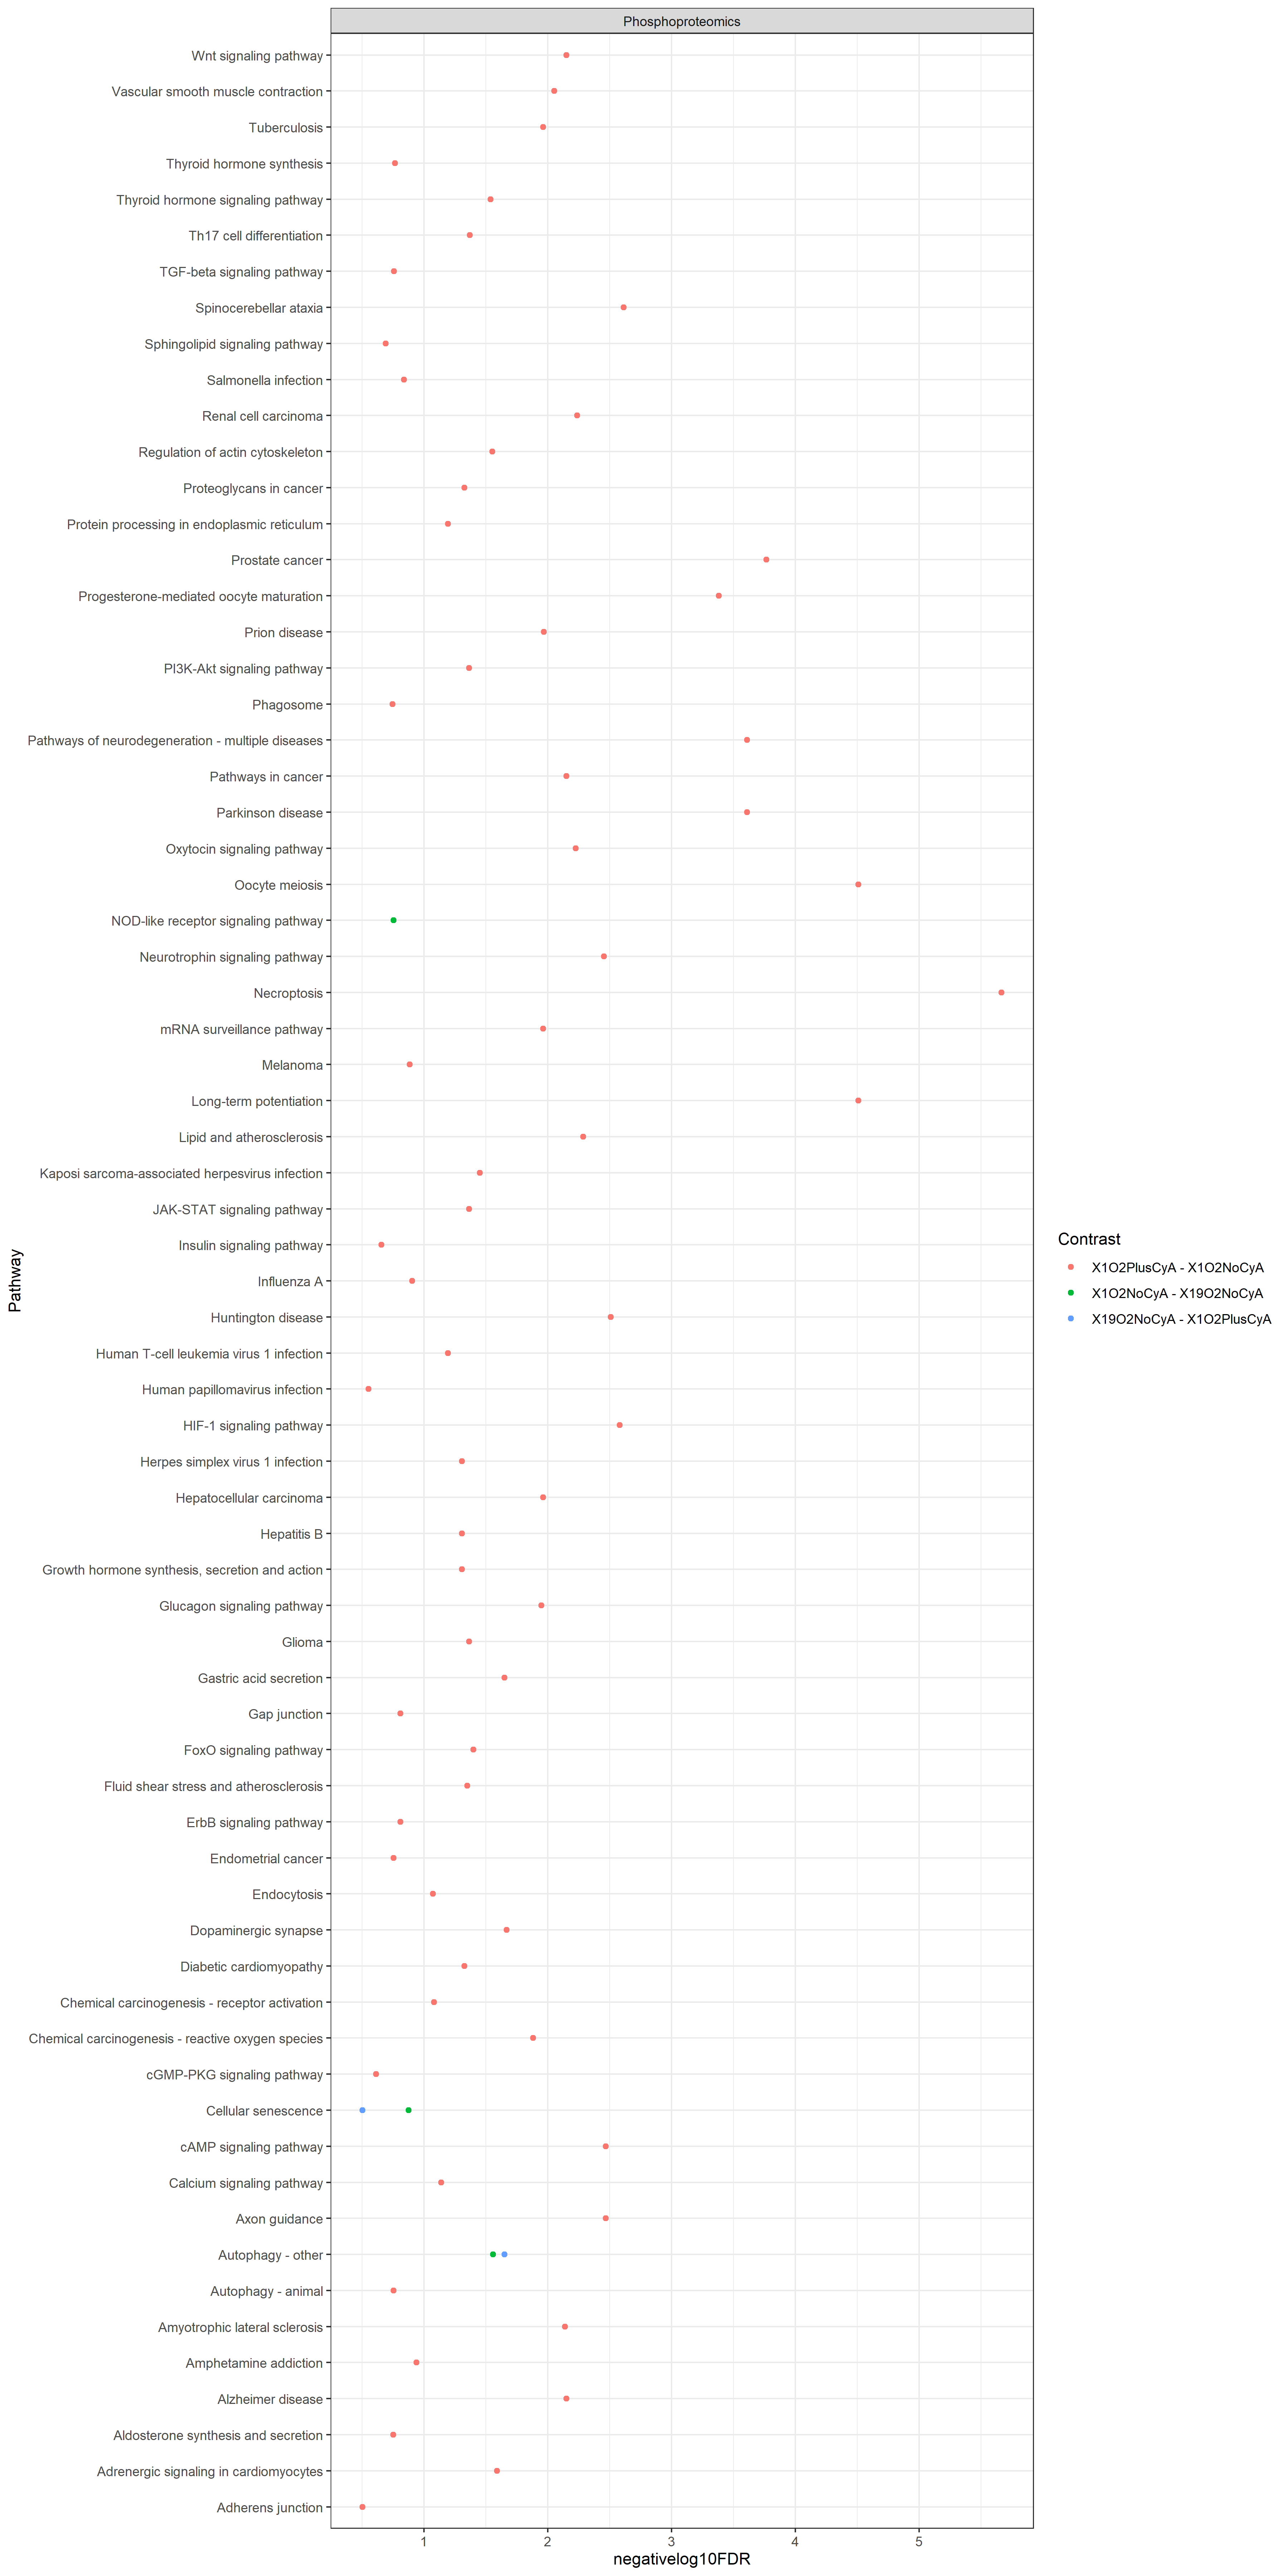 Phosphoproteomics
Wnt signaling pathway
Vascular smooth muscle contraction
Tuberculosis
Thyroid hormone synthesis
Thyroid hormone signaling pathway
Th17 cell differentiation
TGF-beta signaling pathway
Spinocerebellar ataxia
Sphingolipid signaling pathway
Salmonella infection
Renal cell carcinoma
Regulation of actin cytoskeleton
Proteoglycans in cancer
Protein processing in endoplasmic reticulum
Prostate cancer
Progesterone-mediated oocyte maturation
Prion disease
PI3K-Akt signaling pathway
Phagosome
Pathways of neurodegeneration - multiple diseases
Pathways in cancer
Parkinson disease
Oxytocin signaling pathway
Oocyte meiosis
NOD-like receptor signaling pathway
Neurotrophin signaling pathway
Necroptosis
mRNA surveillance pathway
Melanoma
Long-term potentiation
Lipid and atherosclerosis
Kaposi sarcoma-associated herpesvirus infection
JAK-STAT signaling pathway
Insulin signaling pathway
Influenza A
Huntington disease
Human T-cell leukemia virus 1 infection
Human papillomavirus infection
HIF-1 signaling pathway
Herpes simplex virus 1 infection
Hepatocellular carcinoma
Hepatitis B
Growth hormone synthesis, secretion and action
Glucagon signaling pathway
Glioma
Gastric acid secretion
Gap junction
FoxO signaling pathway
Fluid shear stress and atherosclerosis
ErbB signaling pathway
Endometrial cancer
Endocytosis
Dopaminergic synapse
Diabetic cardiomyopathy
Chemical carcinogenesis - receptor activation
Chemical carcinogenesis - reactive oxygen species
cGMP-PKG signaling pathway
Cellular senescence
cAMP signaling pathway
Calcium signaling pathway
Axon guidance
Autophagy - other
Autophagy - animal
Amyotrophic lateral sclerosis
Amphetamine addiction
Alzheimer disease
Aldosterone synthesis and secretion
Adrenergic signaling in cardiomyocytes
Adherens junction
Pathway
1 2 3 4 5
negativelog10FDR
Contrast
X1O2PlusCyA - X1O2NoCyA
X1O2NoCyA - X19O2NoCyA
X19O2NoCyA - X1O2PlusCyA